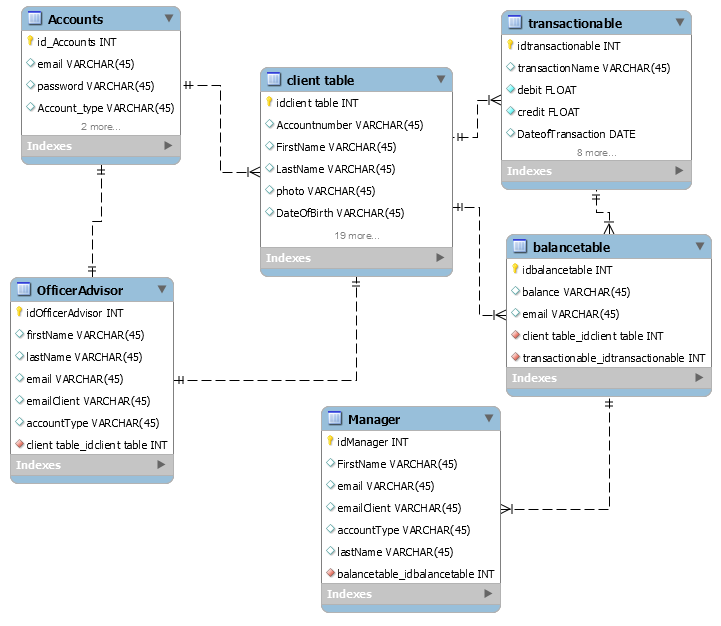 Accounts
id_Accounts INT
email VARCHAR(45)
password VARCHAR(45)
Account_type VARCHAR(45)
2 more...
Indexes
client table
idclient table INT
Accountnumber VARCHAR(45)
FirstName VARCHAR(45)
LastName VARCHAR(45)
photo VARCHAR(45)
DateOfBirth VARCHAR(45)
19 more...
Indexes
transactionable
idtransactionable INT
transactionName VARCHAR(45)
debit FLOAT
credit FLOAT
DateofTransaction DATE
8 more...
Indexes
OfficerAdvisor
idOfficerAdvisor INT
firstName VARCHAR(45)
lastName VARCHAR(45)
email VARCHAR(45)
emailClient VARCHAR(45)
accountType VARCHAR(45)
client table_idclient table INT
Indexes
balancetable
idbalancetable INT
balance VARCHAR(45)
email VARCHAR(45)
client table_idclient table INT
transactionable_idtransactionable INT
Indexes
Manager
idManager INT
FirstName VARCHAR(45)
email VARCHAR(45)
emailClient VARCHAR(45)
accountType VARCHAR(45)
lastName VARCHAR(45)
balancetable_idbalancetable INT
Indexes